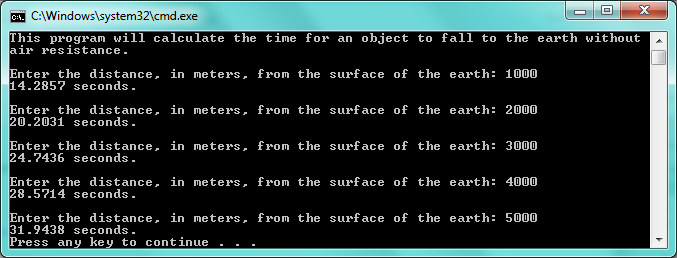 C:\Windows\system32\cmd.exe
This program will calculate the time for an object to fall to the earth without
air resistance.
Enter the distance, in meters, from the surface of the earth: 1000
14.2857 seconds.
Enter the distance, in meters, from the surface of the earth: 2000
20.2031 seconds.
Enter the distance, in meters, from the surface of the earth: 3000
24.7436 seconds.
Enter the distance, in meters, from the surface of the earth: 4000
28.5714 seconds.
Enter the distance, in meters, from the surface of the earth: 5000
31.9438 seconds.
Press any key to continue . . .